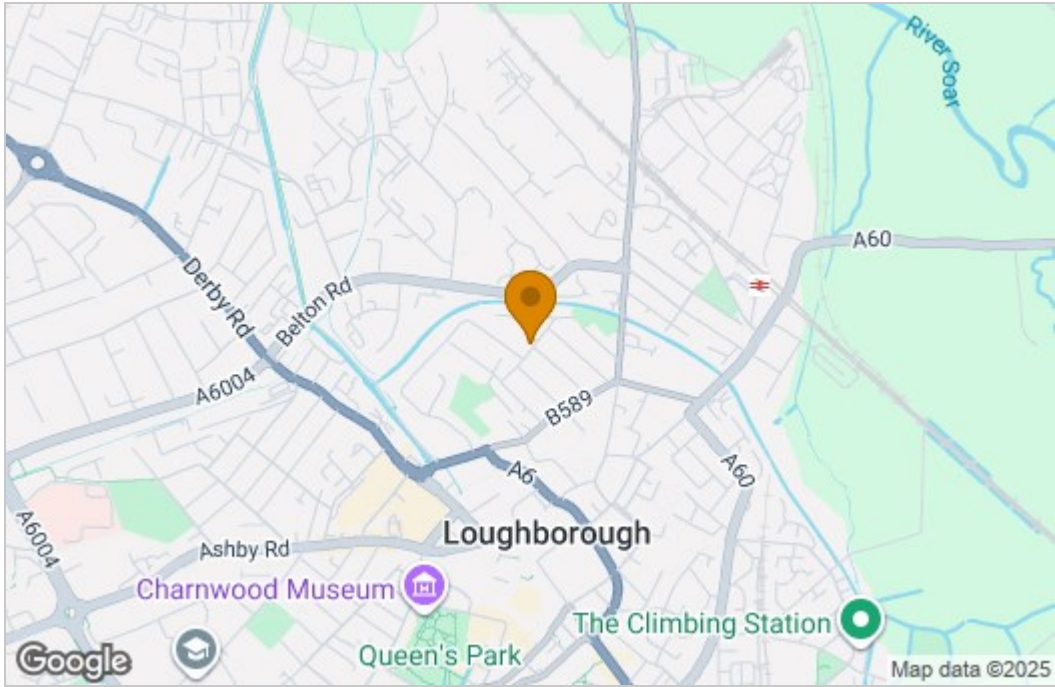 River Soar
A60
Derby Rd
Belton Rd
A6004
B589
A6
A60
A6004
Loughborough
Ashby Rd
Charnwood Museum
The Climbing Station
Queen's Park
Google
Map data ©2025